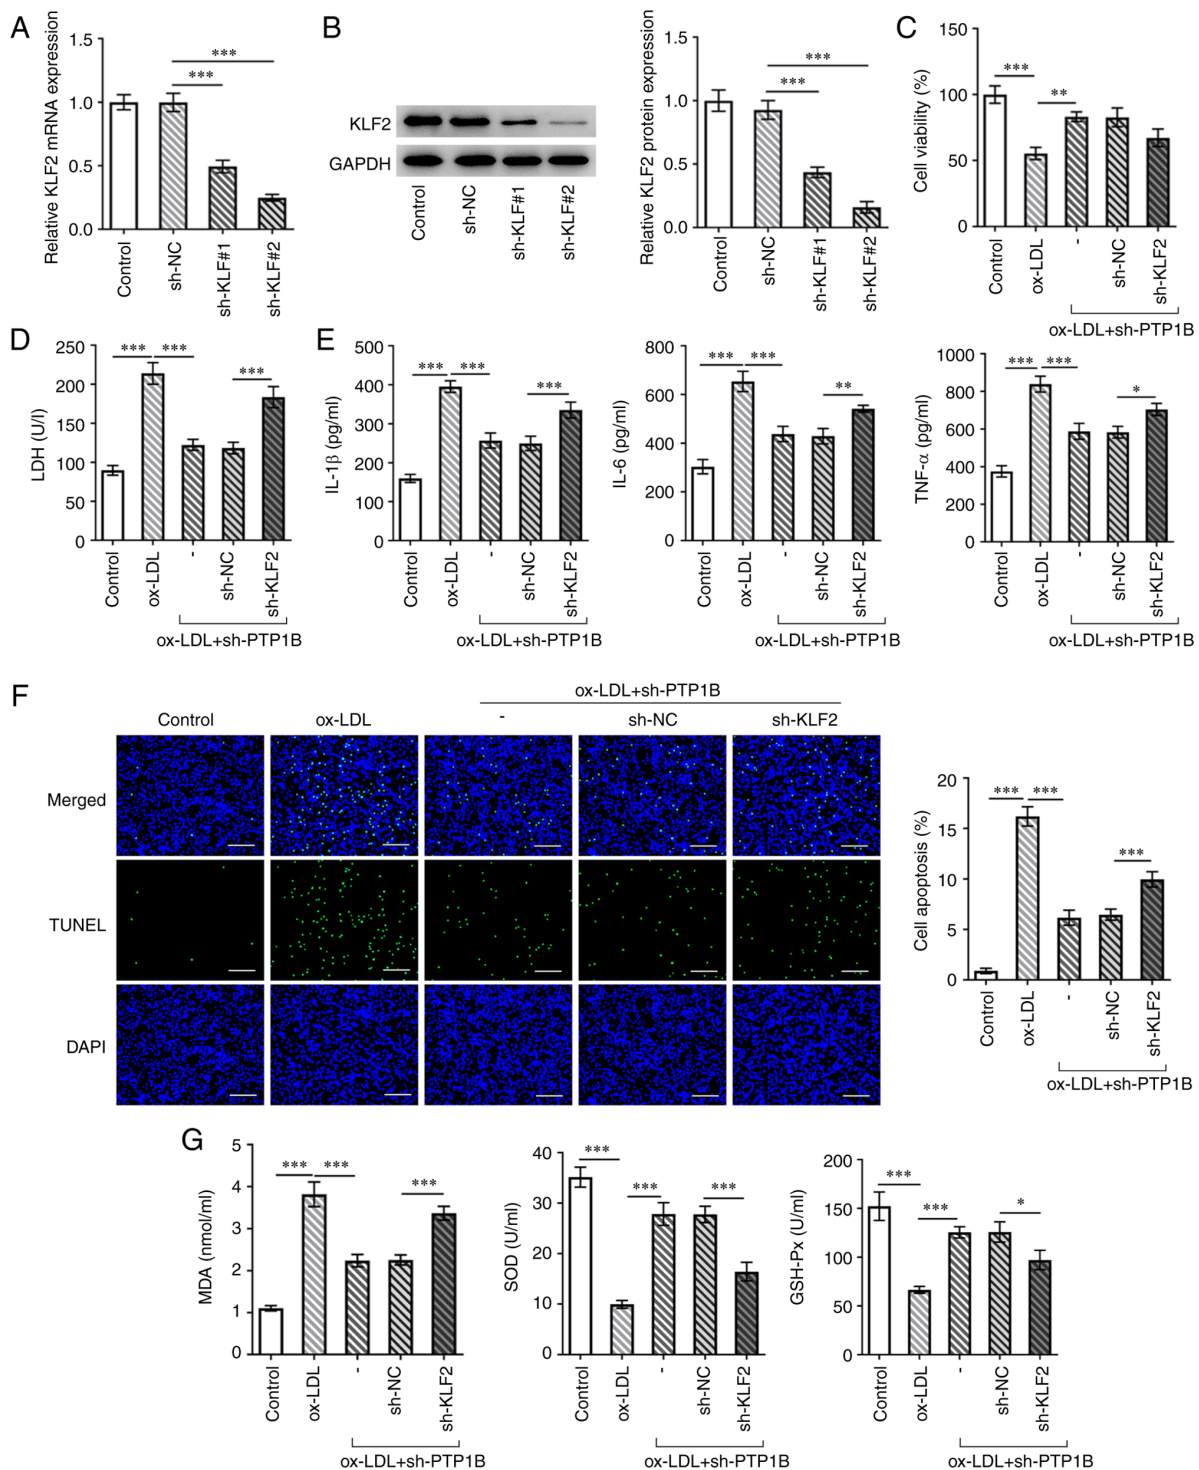 A
Relative KLF2 mRNA expression
1.5
1.0
0.5
0.0
***
***
Control
sh-NC
sh-KLF#1
sh-KLF#2
B
KLF2
GAPDH
Control
sh-NC
sh-KLF#1
sh-KLF#2
Relative KLF2 protein expression
1.5
1.0
0.5
0.0
***
***
Control
sh-NC
sh-KLF#1
sh-KLF#2
C
Cell viability (%)
150
100
50
0
***
**
Control
ox-LDL
-
sh-NC
sh-KLF2
ox-LDL+sh-PTP1B
D
LDH (U/l)
250
200
150
100
50
0
*** ***
***
Control
ox-LDL
-
sh-NC
sh-KLF2
ox-LDL+sh-PTP1B
E
IL-1β (pg/ml)
500
400
300
200
100
0
*** ***
***
Control
ox-LDL
-
sh-NC
sh-KLF2
ox-LDL+sh-PTP1B
IL-6 (pg/ml)
800
600
400
200
0
*** ***
**
Control
ox-LDL
-
sh-NC
sh-KLF2
ox-LDL+sh-PTP1B
TNF-α (pg/ml)
1000
800
600
400
200
0
*** ***
*
Control
ox-LDL
-
sh-NC
sh-KLF2
ox-LDL+sh-PTP1B
F
ox-LDL+sh-PTP1B
Control ox-LDL - sh-NC sh-KLF2
Merged
TUNEL
DAPI
Cell apoptosis (%)
20
15
10
5
0
*** ***
***
Control
ox-LDL
-
sh-NC
sh-KLF2
ox-LDL+sh-PTP1B
G
MDA (nmol/ml)
5
4
3
2
1
0
*** ***
***
Control
ox-LDL
-
sh-NC
sh-KLF2
ox-LDL+sh-PTP1B
SOD (U/ml)
40
30
20
10
0
***
*** ***
Control
ox-LDL
-
sh-NC
sh-KLF2
ox-LDL+sh-PTP1B
GSH-Px (U/ml)
200
150
100
50
0
***
***
*
Control
ox-LDL
-
sh-NC
sh-KLF2
ox-LDL+sh-PTP1B